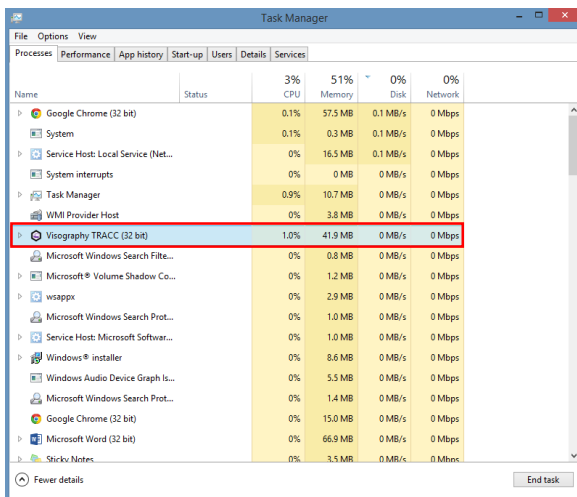 Task Manager
File Options View
Processes Performance App history Start-up Users Details Services
3% 51% 0% 0%
Name Status CPU Memory Disk Network
Google Chrome (32 bit) 0.1% 57.5 MB 0.1 MB/s 0 Mbps
System 0.1% 0.3 MB 0.1 MB/s 0 Mbps
Service Host: Local Service (Net... 0% 16.5 MB 0.1 MB/s 0 Mbps
System interrupts 0% 0 MB 0 MB/s 0 Mbps
Task Manager 0.9% 10.7 MB 0 MB/s 0 Mbps
WMI Provider Host 0% 3.8 MB 0 MB/s 0 Mbps
Visography TRACC (32 bit) 1.0% 41.9 MB 0 MB/s 0 Mbps
Microsoft Windows Search Filte... 0% 0.8 MB 0 MB/s 0 Mbps
Microsoft® Volume Shadow Co... 0% 1.2 MB 0 MB/s 0 Mbps
wsappx 0% 2.9 MB 0 MB/s 0 Mbps
Microsoft Windows Search Prot... 0% 1.0 MB 0 MB/s 0 Mbps
Service Host: Microsoft Softwar... 0% 1.0 MB 0 MB/s 0 Mbps
Windows® installer 0% 8.6 MB 0 MB/s 0 Mbps
Windows Audio Device Graph Is... 0% 5.5 MB 0 MB/s 0 Mbps
Microsoft Windows Search Prot... 0% 1.4 MB 0 MB/s 0 Mbps
Google Chrome (32 bit) 0% 15.0 MB 0 MB/s 0 Mbps
Microsoft Word (32 bit) 0% 66.9 MB 0 MB/s 0 Mbps
Sticky Notes 0% 3.5 MB 0 MB/s 0 Mbps
Fewer details End task